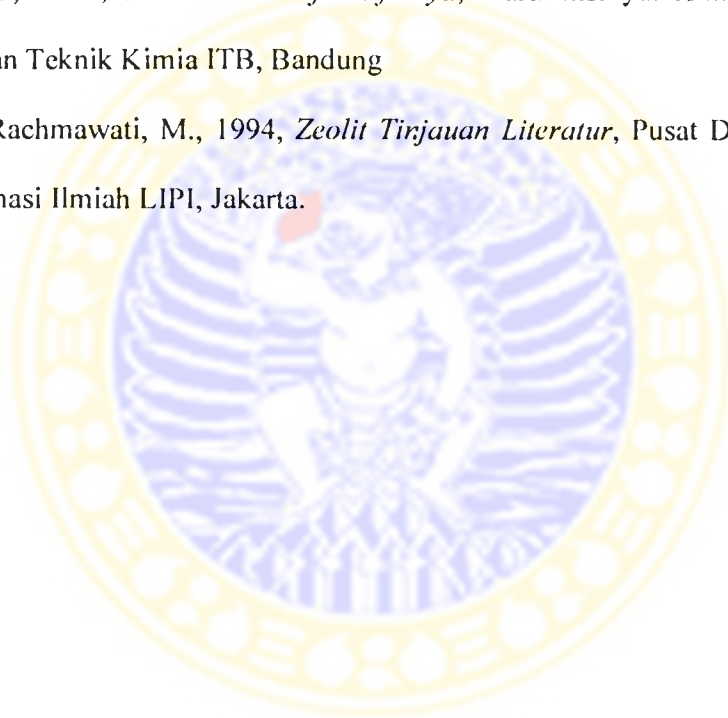 an Teknik Kimia ITB, Bandung
Rachmawati, M., 1994, Zeolit Tinjauan Literatur, Pusat D
nasi Ilmiah LIPI, Jakarta.